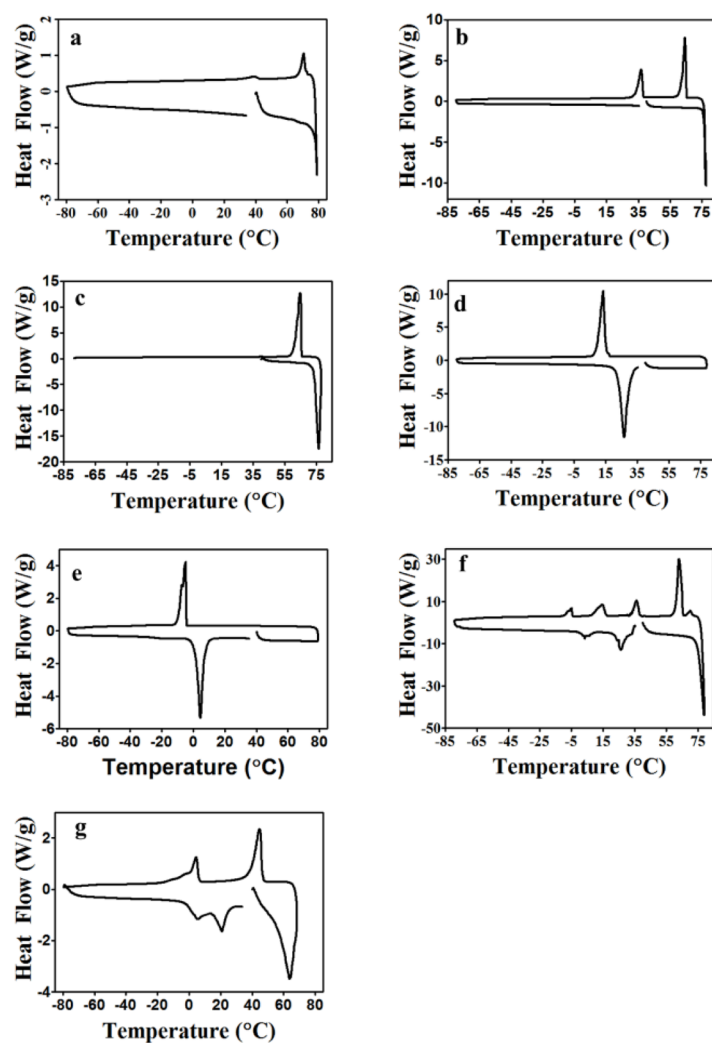 a
Heat Flow (W/g)
2
1
0
-1
-2
-3
-80 -60 -40 -20 0 20 40 60 80
Temperature (°C)
b
Heat Flow (W/g)
10
5
0
-5
-10
-85 -65 -45 -25 -5 15 35 55 75
Temperature (°C)
c
Heat Flow (W/g)
15
10
5
0
-5
-10
-15
-20
-85 -65 -45 -25 -5 15 35 55 75
Temperature (°C)
d
Heat Flow (W/g)
10
5
0
-5
-10
-15
-85 -65 -45 -25 -5 15 35 55 75
Temperature (°C)
e
Heat Flow (W/g)
4
2
0
-2
-4
-6
-80 -60 -40 -20 0 20 40 60 80
Temperature (°C)
f
Heat Flow (W/g)
30
10
-10
-30
-50
-85 -65 -45 -25 -5 15 35 55 75
Temperature (°C)
g
Heat Flow (W/g)
2
0
-2
-4
-80 -60 -40 -20 0 20 40 60 80
Temperature (°C)